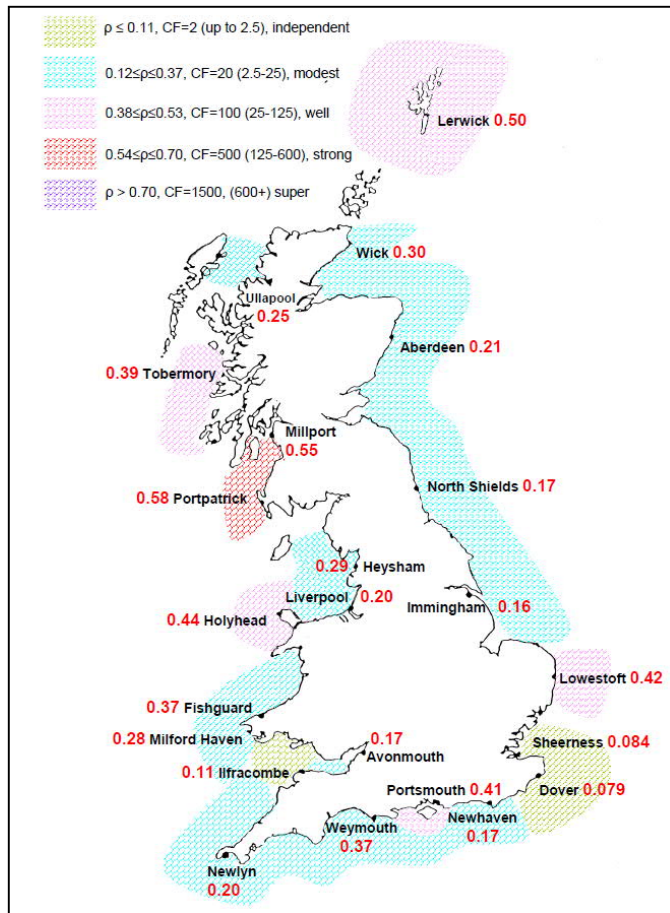 ρ ≤ 0.11, CF=2 (up to 2.5), independent
0.12≤ρ≤0.37, CF=20 (2.5-25), modest
0.38≤ρ≤0.53, CF=100 (25-125), well
0.54≤ρ≤0.70, CF=500 (125-600), strong
ρ > 0.70, CF=1500, (600+) super
Lerwick 0.50
Wick 0.30
Ullapool
0.25
Aberdeen 0.21
0.39 Tobermory
Millport
0.55
North Shields 0.17
0.58 Portpatrick
0.29 Heysham
Liverpool 0.20
Immingham 0.16
0.44 Holyhead
Lowestoft 0.42
0.37 Fishguard
0.28 Milford Haven
0.17
Avonmouth
Sheerness 0.084
0.11 Ilfracombe
Portsmouth 0.41
Dover 0.079
Weymouth
0.37
Newhaven
0.17
Newlyn
0.20